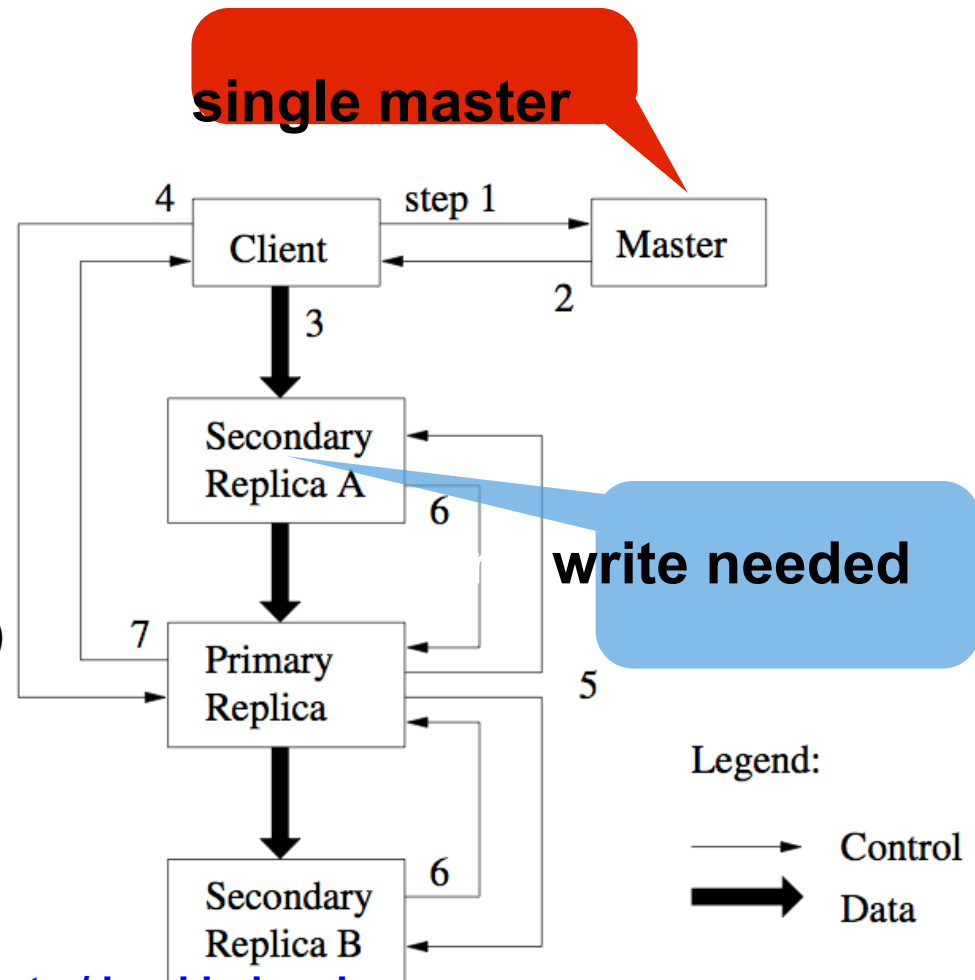 single master
4
step 1
Client
Master
2
3
Secondary
Replica A
6
write needed
)
7
Primary
Replica
5
Legend:
Control
6
Secondary
Replica B
Data